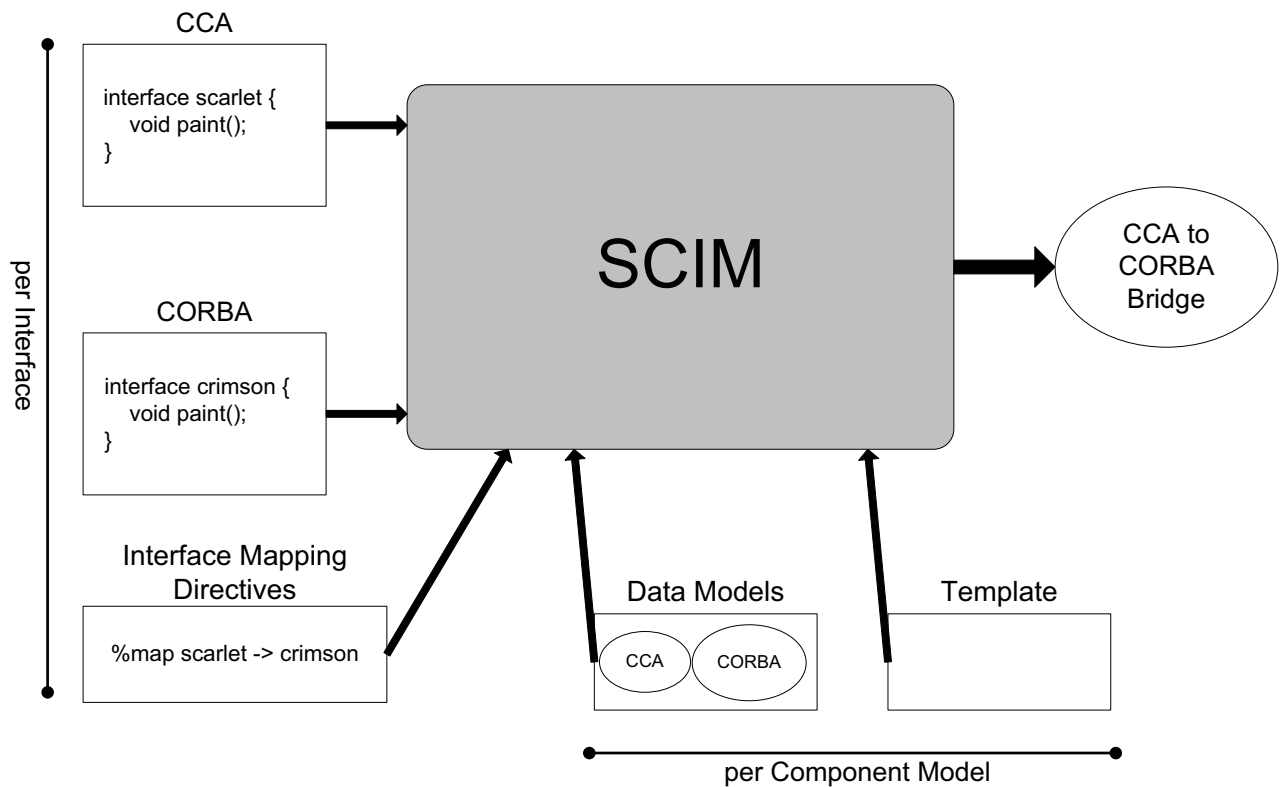 CCA
interface scarlet {
void paint();
}
per Interface
CORBA
interface crimson {
void paint();
}
Interface Mapping
Directives
%map scarlet -> crimson
SCIM
CCA to
CORBA
Bridge
Data Models
CCA
CORBA
Template
per Component Model